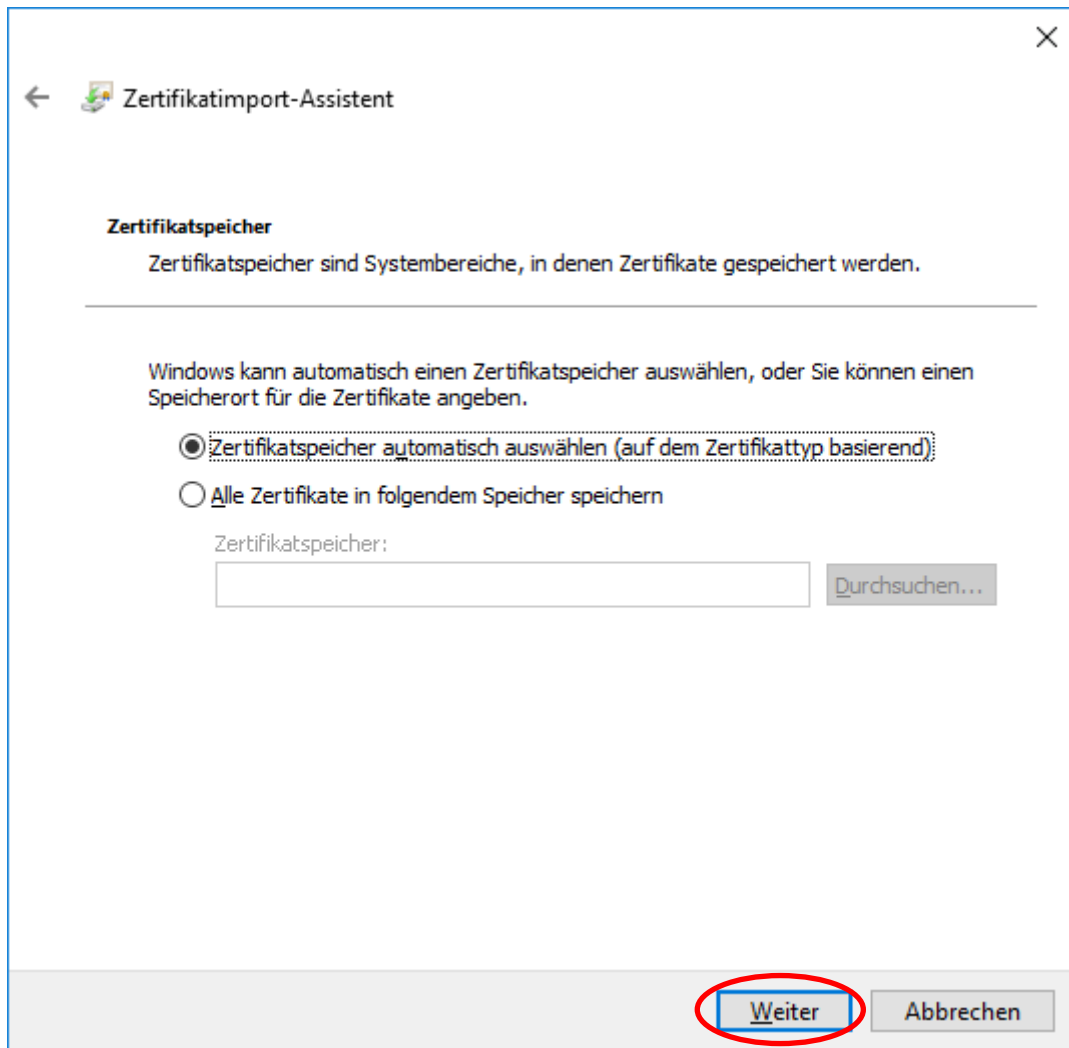 Zertifikatimport-Assistent
Zertifikatspeicher
Zertifikatspeicher sind Systembereiche, in denen Zertifikate gespeichert werden.
Windows kann automatisch einen Zertifikatspeicher auswählen, oder Sie können einen
Speicherort für die Zertifikate angeben.
Zertifikatspeicher automatisch auswählen (auf dem Zertifikattyp basierend)
Alle Zertifikate in folgendem Speicher speichern
Zertifikatspeicher:
Durchsuchen...
Weiter
Abbrechen